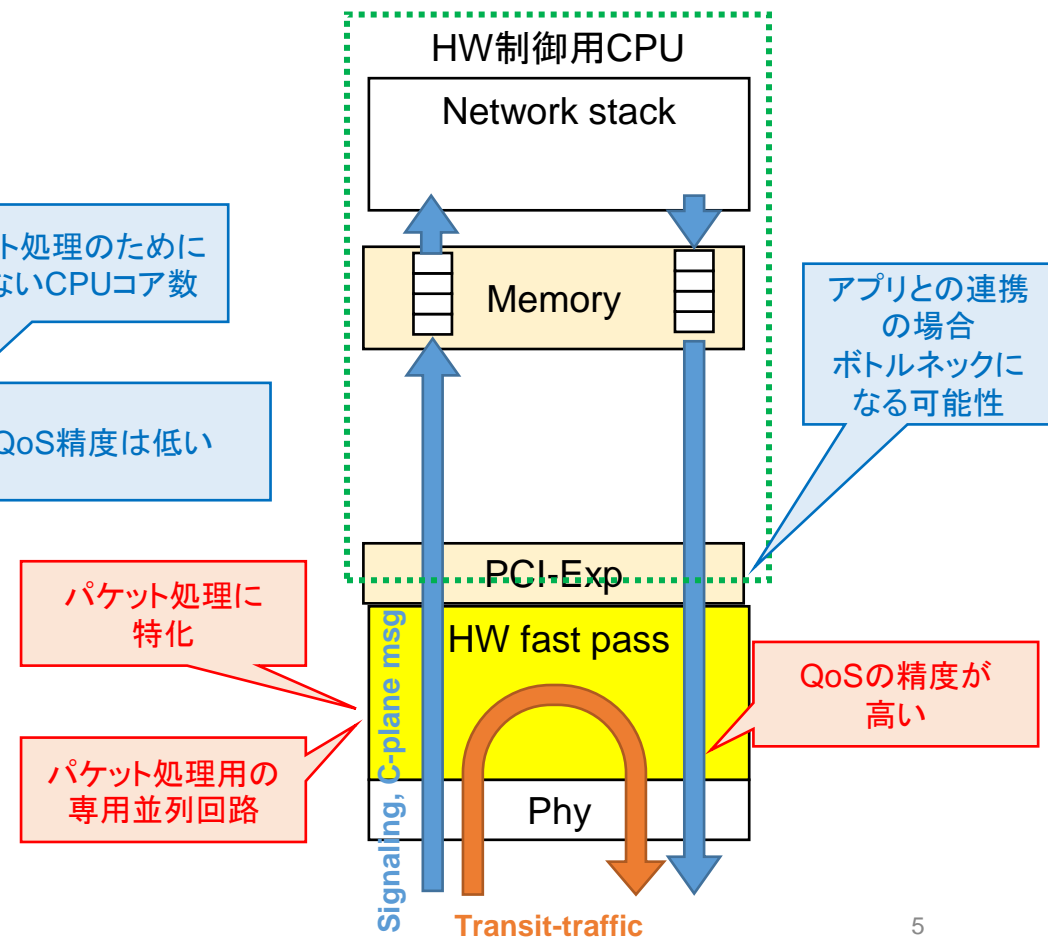 HW制御用CPU
Network stack
ト処理のために
ないCPUコア数
Memory
アプリとの連携
の場合
ボトルネックに
なる可能性
QoS精度は低い
PCI-Exp
パケット処理に
特化
HW fast pass
QoSの精度が
高い
パケット処理用の
専用並列回路
Signaling, C-plane msg
Phy
Transit-traffic
5